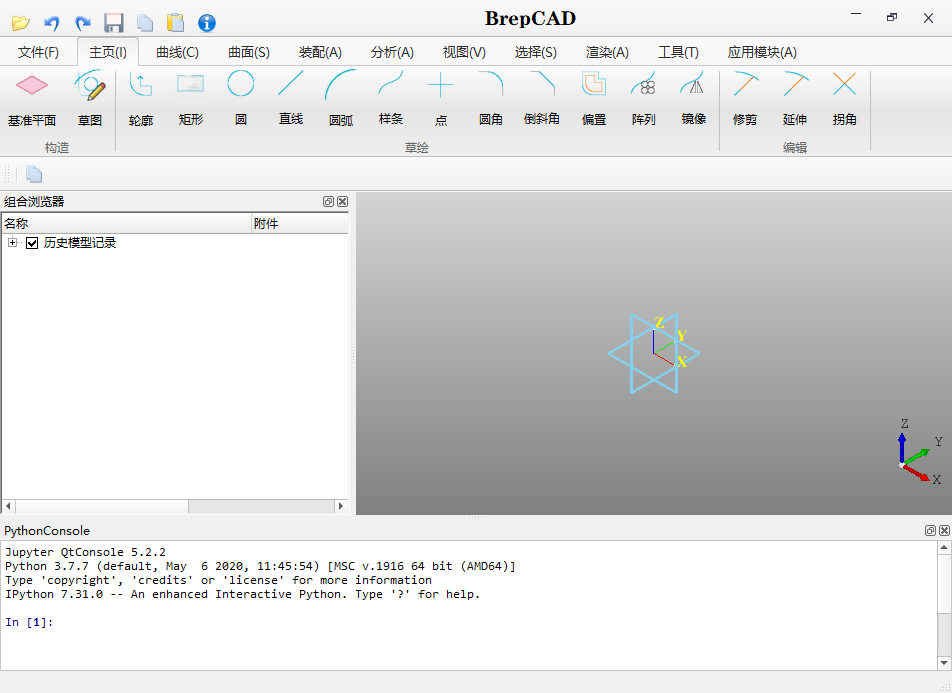 BrepCAD
文件(F) 主页(I) 曲线(C) 曲面(S) 装配(A) 分析(A) 视图(V) 选择(S) 渲染(A) 工具(T) 应用模块(A)
基准平面 草图 轮廓 矩形 圆 直线 圆弧 样条 点 圆角 倒斜角 偏置 阵列 镜像 修剪 延伸 拐角
构造 草绘 编辑
组合浏览器
名称 附件
历史模型记录
Z
Y
X
Z
Y
X
PythonConsole
Jupyter QtConsole 5.2.2
Python 3.7.7 (default, May  6 2020, 11:45:54) [MSC v.1916 64 bit (AMD64)]
Type 'copyright', 'credits' or 'license' for more information
IPython 7.31.0 -- An enhanced Interactive Python. Type '?' for help.
In [1]: